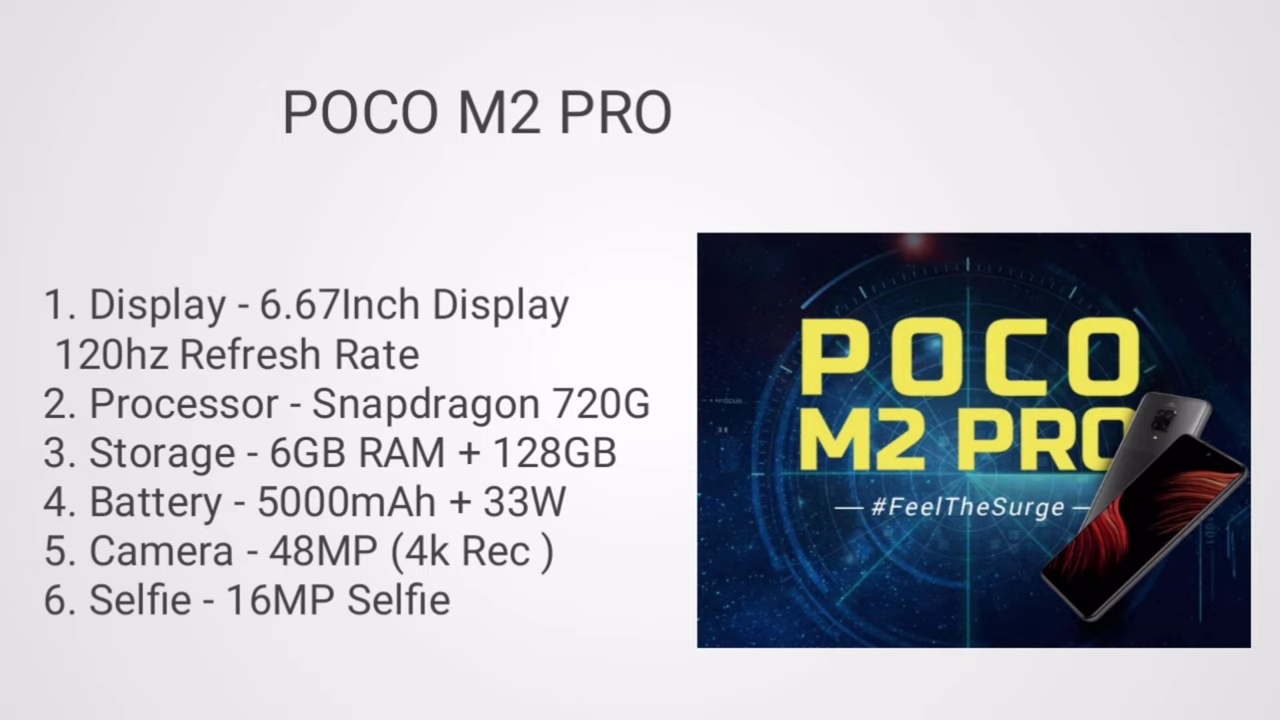 POCO M2 PRO
1. Display - 6.67Inch Display
120hz Refresh Rate
2. Processor - Snapdragon 720G
3. Storage - 6GB RAM + 128GB
4. Battery - 5000mAh + 33W
5. Camera - 48MP (4k Rec )
6. Selfie - 16MP Selfie
POCO
M2 PRO
— #FeelTheSurge —